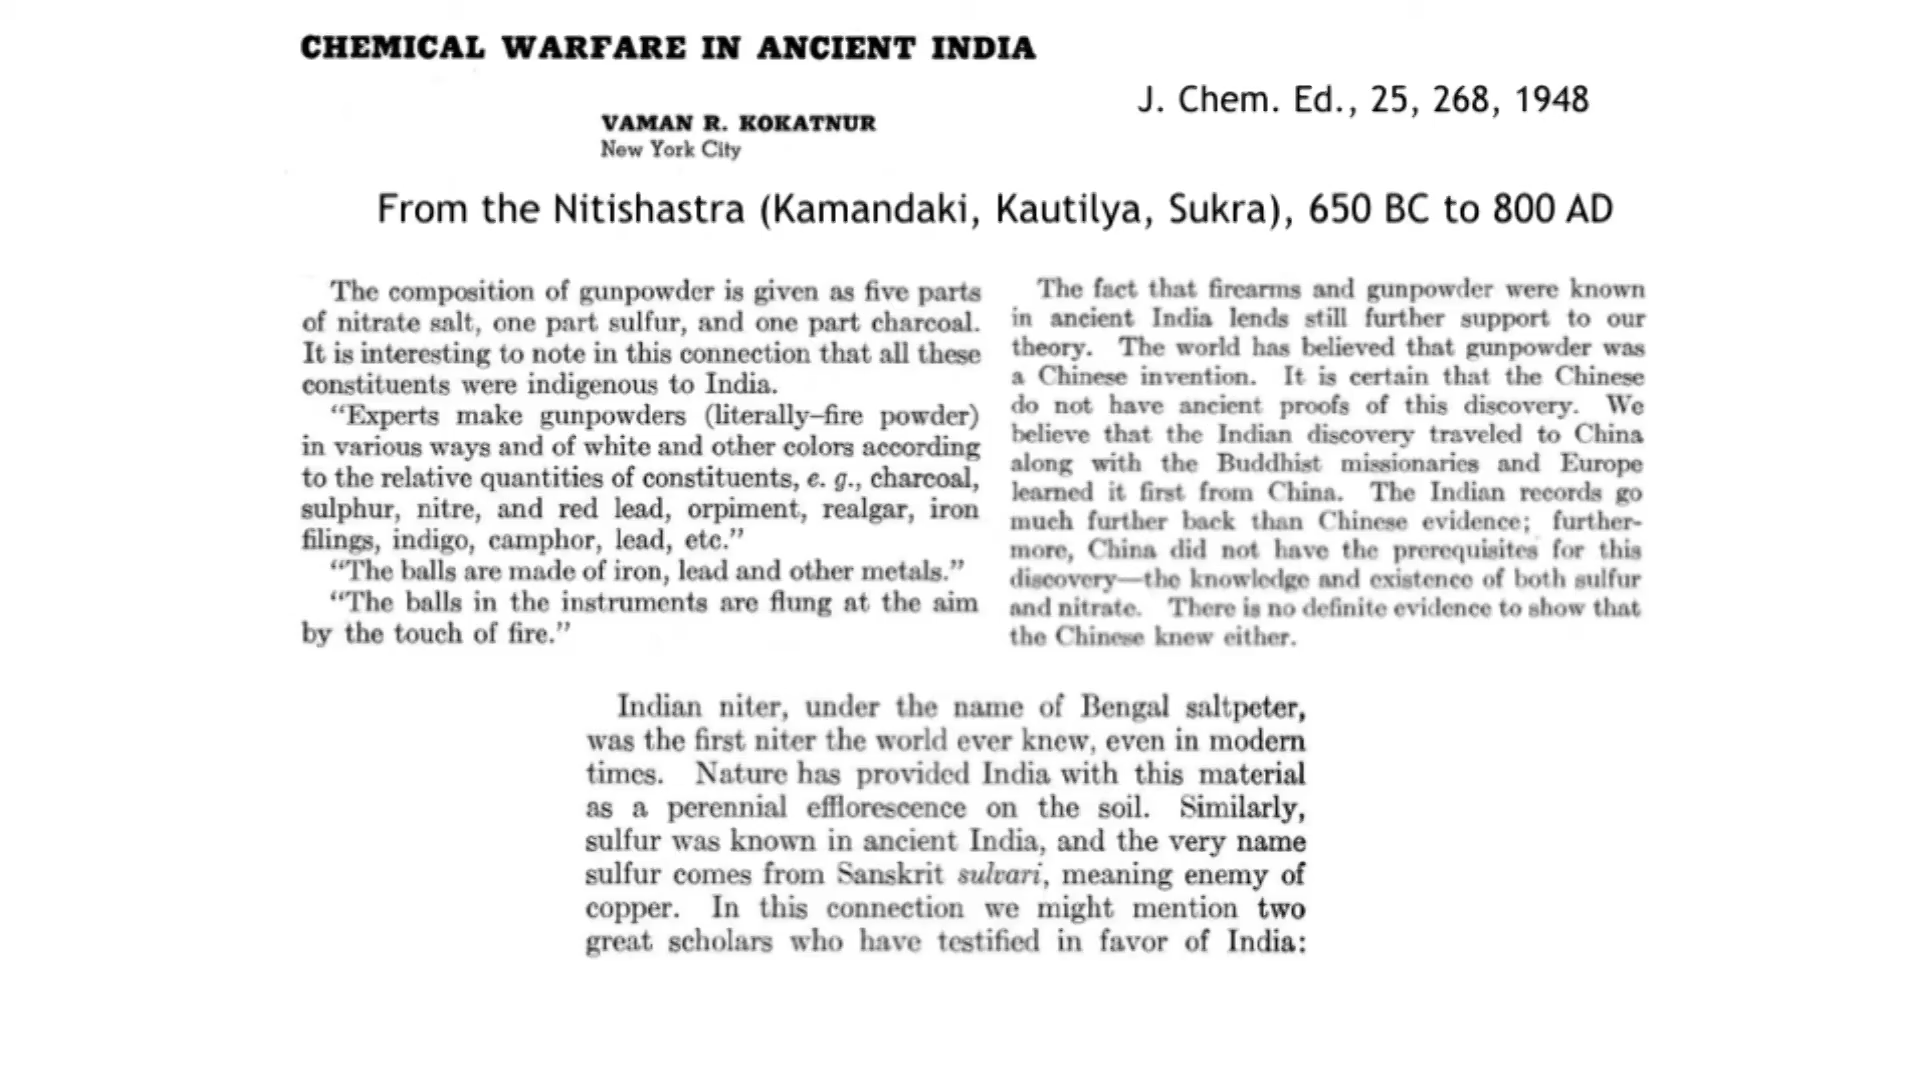 CHEMICAL WARFARE IN ANCIENT INDIA
J. Chem. Ed., 25, 268, 1948
VAMAN R. KOKATNUR
New York City
From the Nitishastra (Kamandaki, Kautilya, Sukra), 650 BC to 800 AD
The composition of gunpowder is given as five parts
of nitrate salt, one part sulfur, and one part charcoal.
It is interesting to note in this connection that all these
constituents were indigenous to India.
“Experts make gunpowders (literally–fire powder)
in various ways and of white and other colors according
to the relative quantities of constituents, e. g., charcoal,
sulphur, nitre, and red lead, orpiment, realgar, iron
filings, indigo, camphor, lead, etc.”
“The balls are made of iron, lead and other metals.”
“The balls in the instruments are flung at the aim
by the touch of fire.”
The fact that firearms and gunpowder were known
in ancient India lends still further support to our
theory. The world has believed that gunpowder was
a Chinese invention. It is certain that the Chinese
do not have ancient proofs of this discovery. We
believe that the Indian discovery traveled to China
along with the Buddhist missionaries and Europe
learned it first from China. The Indian records go
much further back than Chinese evidence; further-
more, China did not have the prerequisites for this
discovery—the knowledge and existence of both sulfur
and nitrate. There is no definite evidence to show that
the Chinese knew either.
Indian niter, under the name of Bengal saltpeter,
was the first niter the world ever knew, even in modern
times. Nature has provided India with this material
as a perennial efflorescence on the soil. Similarly,
sulfur was known in ancient India, and the very name
sulfur comes from Sanskrit sulvari, meaning enemy of
copper. In this connection we might mention two
great scholars who have testified in favor of India: